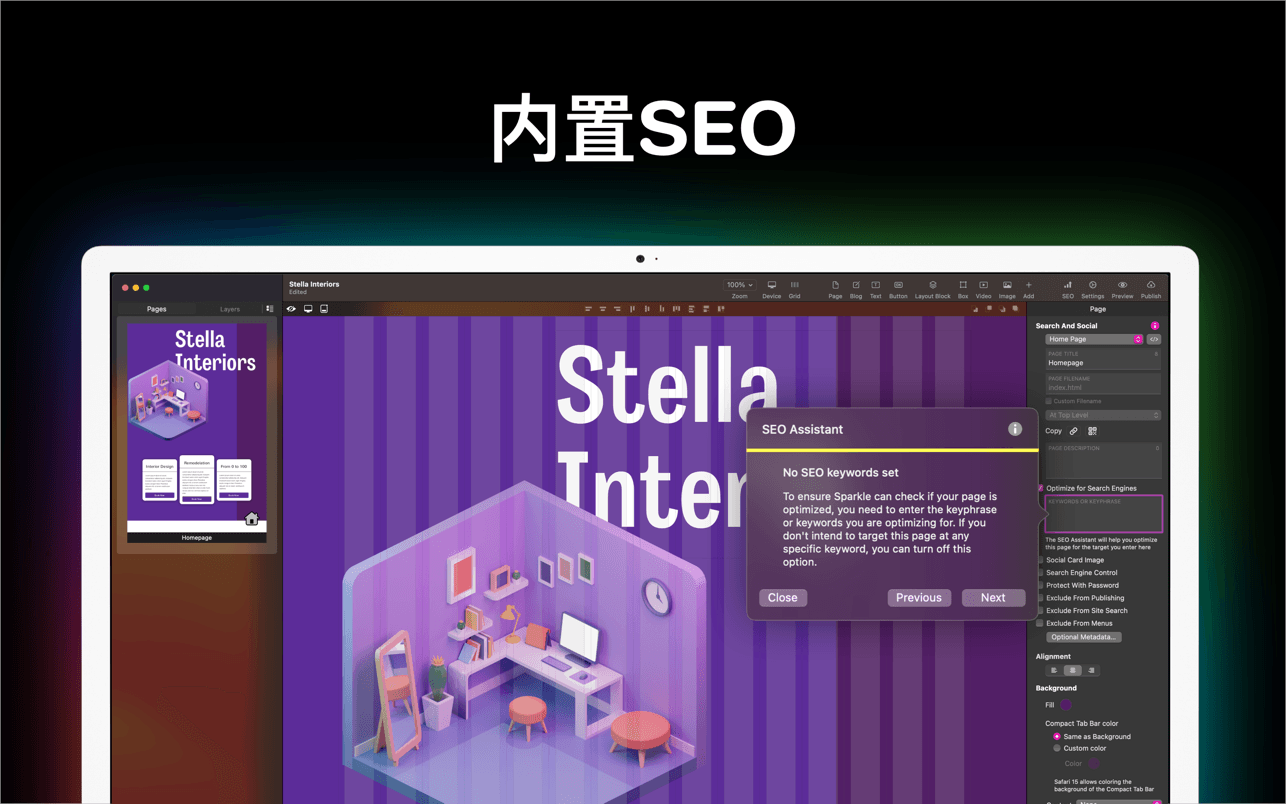 内置SEO
Stella Interiors
Edited
100%
Zoom
Device
Grid
Page
Blog
Text
Button
Layout Block
Box
Video
Image
Add
SEO
Settings
Preview
Publish
Pages
Layers
Stella
Interiors
Interior Design
Remodelation
From 0 to 100
Homepage
Stella
Inter
SEO Assistant
No SEO keywords set
To ensure Sparkle can check if your page is
optimized, you need to enter the keyphrase
or keywords you are optimizing for. If you
don't intend to target this page at any
specific keyword, you can turn off this
option.
Close
Previous
Next
Page
Search And Social
Home Page
PAGE TITLE
Homepage
PAGE FILENAME
index.html
Custom Filename
At Top Level
Copy
PAGE DESCRIPTION
Optimize for Search Engines
KEYWORDS OR KEYPHRASE
The SEO Assistant will help you optimize
this page for the target you enter here
Social Card Image
Search Engine Control
Protect With Password
Exclude From Publishing
Exclude From Site Search
Exclude From Menus
Optional Metadata...
Alignment
Background
Fill
Compact Tab Bar color
Same as Background
Custom color
Color
Safari 15 allows coloring the
background of the Compact Tab Bar